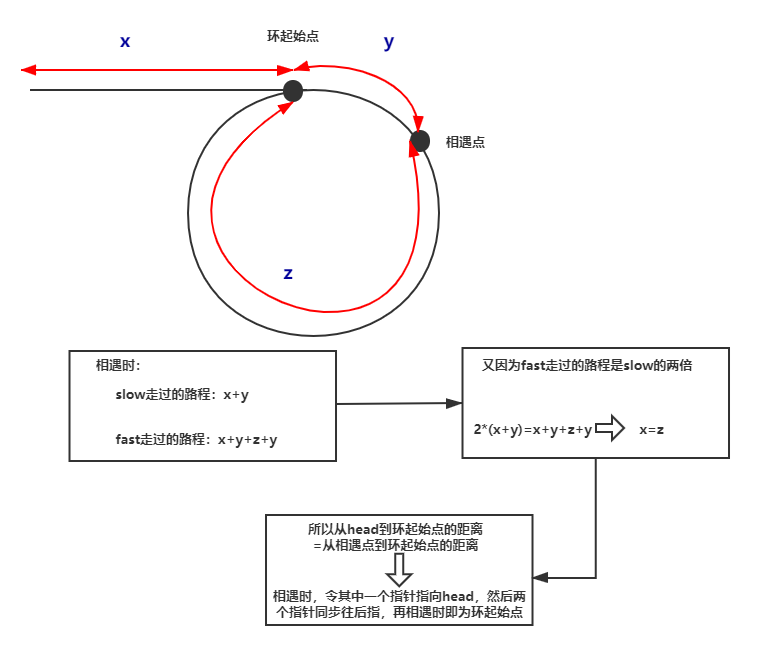 x
环起始点
y
相遇点
z
相遇时：
slow走过的路程：x+y
fast走过的路程：x+y+z+y
又因为fast走过的路程是slow的两倍
2*(x+y)=x+y+z+y
x=z
所以从head到环起始点的距离
=从相遇点到环起始点的距离
相遇时，令其中一个指针指向head，然后两
个指针同步往后指，再相遇时即为环起始点